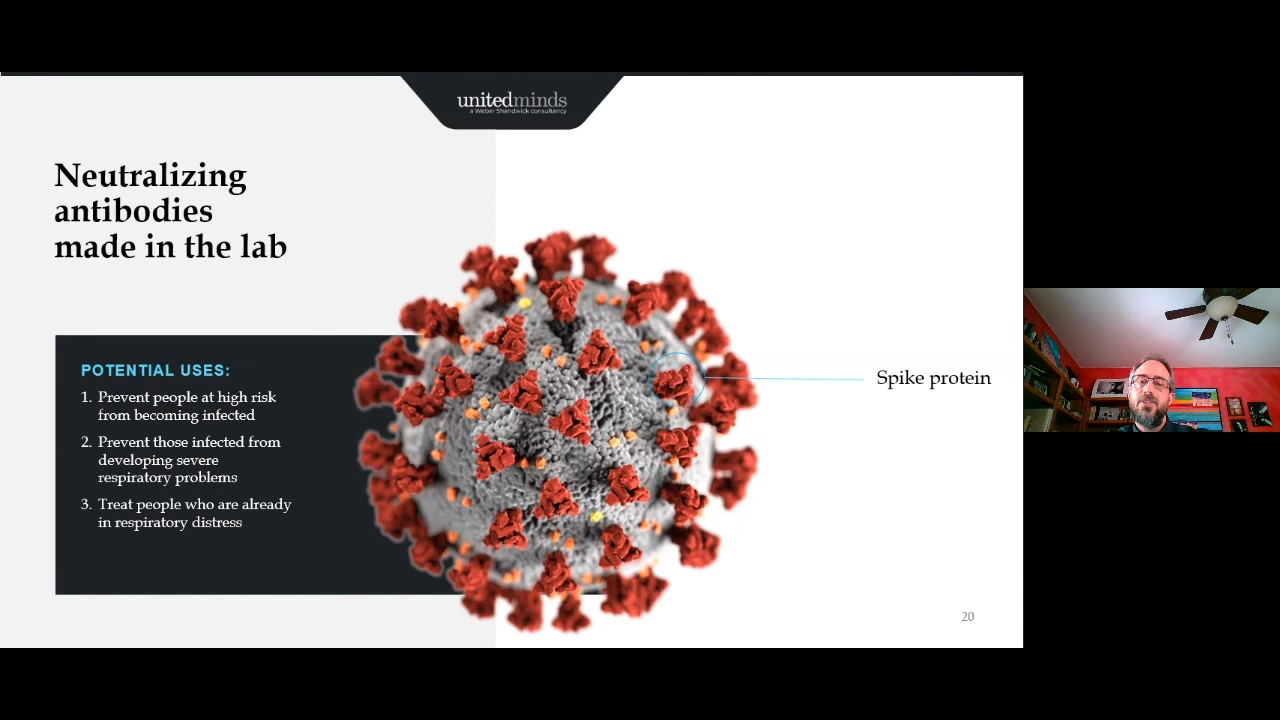 unitedminds
a Weber Shandwick consultancy
Neutralizing
antibodies
made in the lab
POTENTIAL USES:
1. Prevent people at high risk
from becoming infected
2. Prevent those infected from
developing severe
respiratory problems
3. Treat people who are already
in respiratory distress
Spike protein
20